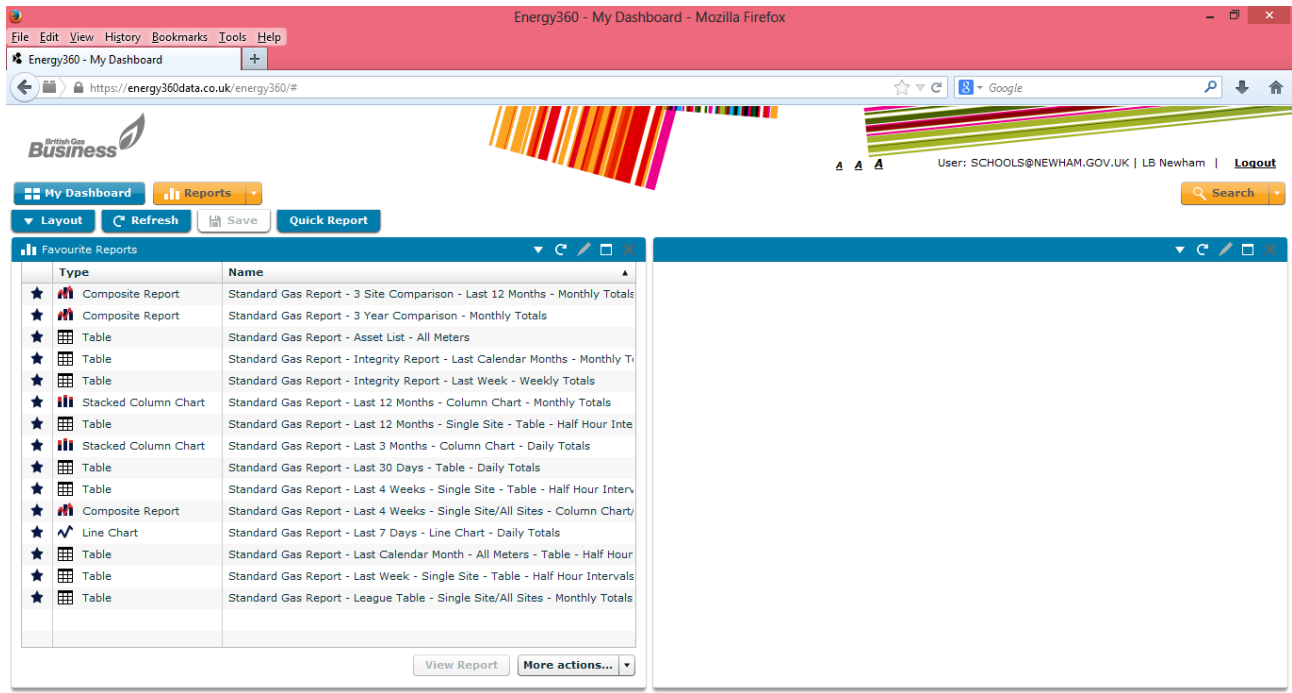 Energy360 - My Dashboard - Mozilla Firefox
File Edit View History Bookmarks Tools Help
Energy360 - My Dashboard
https://energy360data.co.uk/energy360/#
8 Google
British Gas
Business
A A A User: SCHOOLS@NEWHAM.GOV.UK | LB Newham | Logout
My Dashboard Reports Search
Layout Refresh Save Quick Report
Favourite Reports
Type Name
Composite Report Standard Gas Report - 3 Site Comparison - Last 12 Months - Monthly Totals
Composite Report Standard Gas Report - 3 Year Comparison - Monthly Totals
Table Standard Gas Report - Asset List - All Meters
Table Standard Gas Report - Integrity Report - Last Calendar Months - Monthly T
Table Standard Gas Report - Integrity Report - Last Week - Weekly Totals
Stacked Column Chart Standard Gas Report - Last 12 Months - Column Chart - Monthly Totals
Table Standard Gas Report - Last 12 Months - Single Site - Table - Half Hour Inte
Stacked Column Chart Standard Gas Report - Last 3 Months - Column Chart - Daily Totals
Table Standard Gas Report - Last 30 Days - Table - Daily Totals
Table Standard Gas Report - Last 4 Weeks - Single Site - Table - Half Hour Interv
Composite Report Standard Gas Report - Last 4 Weeks - Single Site/All Sites - Column Chart/
Line Chart Standard Gas Report - Last 7 Days - Line Chart - Daily Totals
Table Standard Gas Report - Last Calendar Month - All Meters - Table - Half Hour
Table Standard Gas Report - Last Week - Single Site - Table - Half Hour Intervals
Table Standard Gas Report - League Table - Single Site/All Sites - Monthly Totals
View Report More actions...